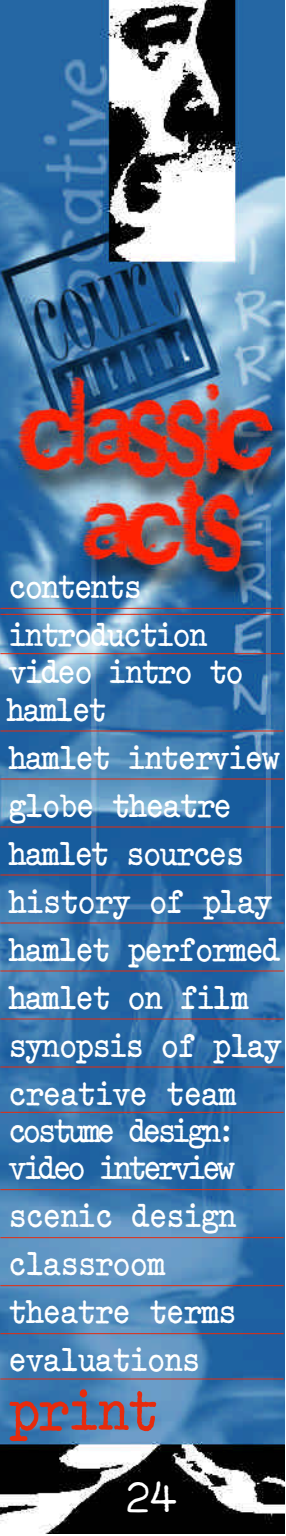 court
THEATRE
classic
acts
IRREVERENT
contents
introduction
video intro to
hamlet
hamlet interview
globe theatre
hamlet sources
history of play
hamlet performed
hamlet on film
synopsis of play
creative team
costume design:
video interview
scenic design
classroom
theatre terms
evaluations
print
24